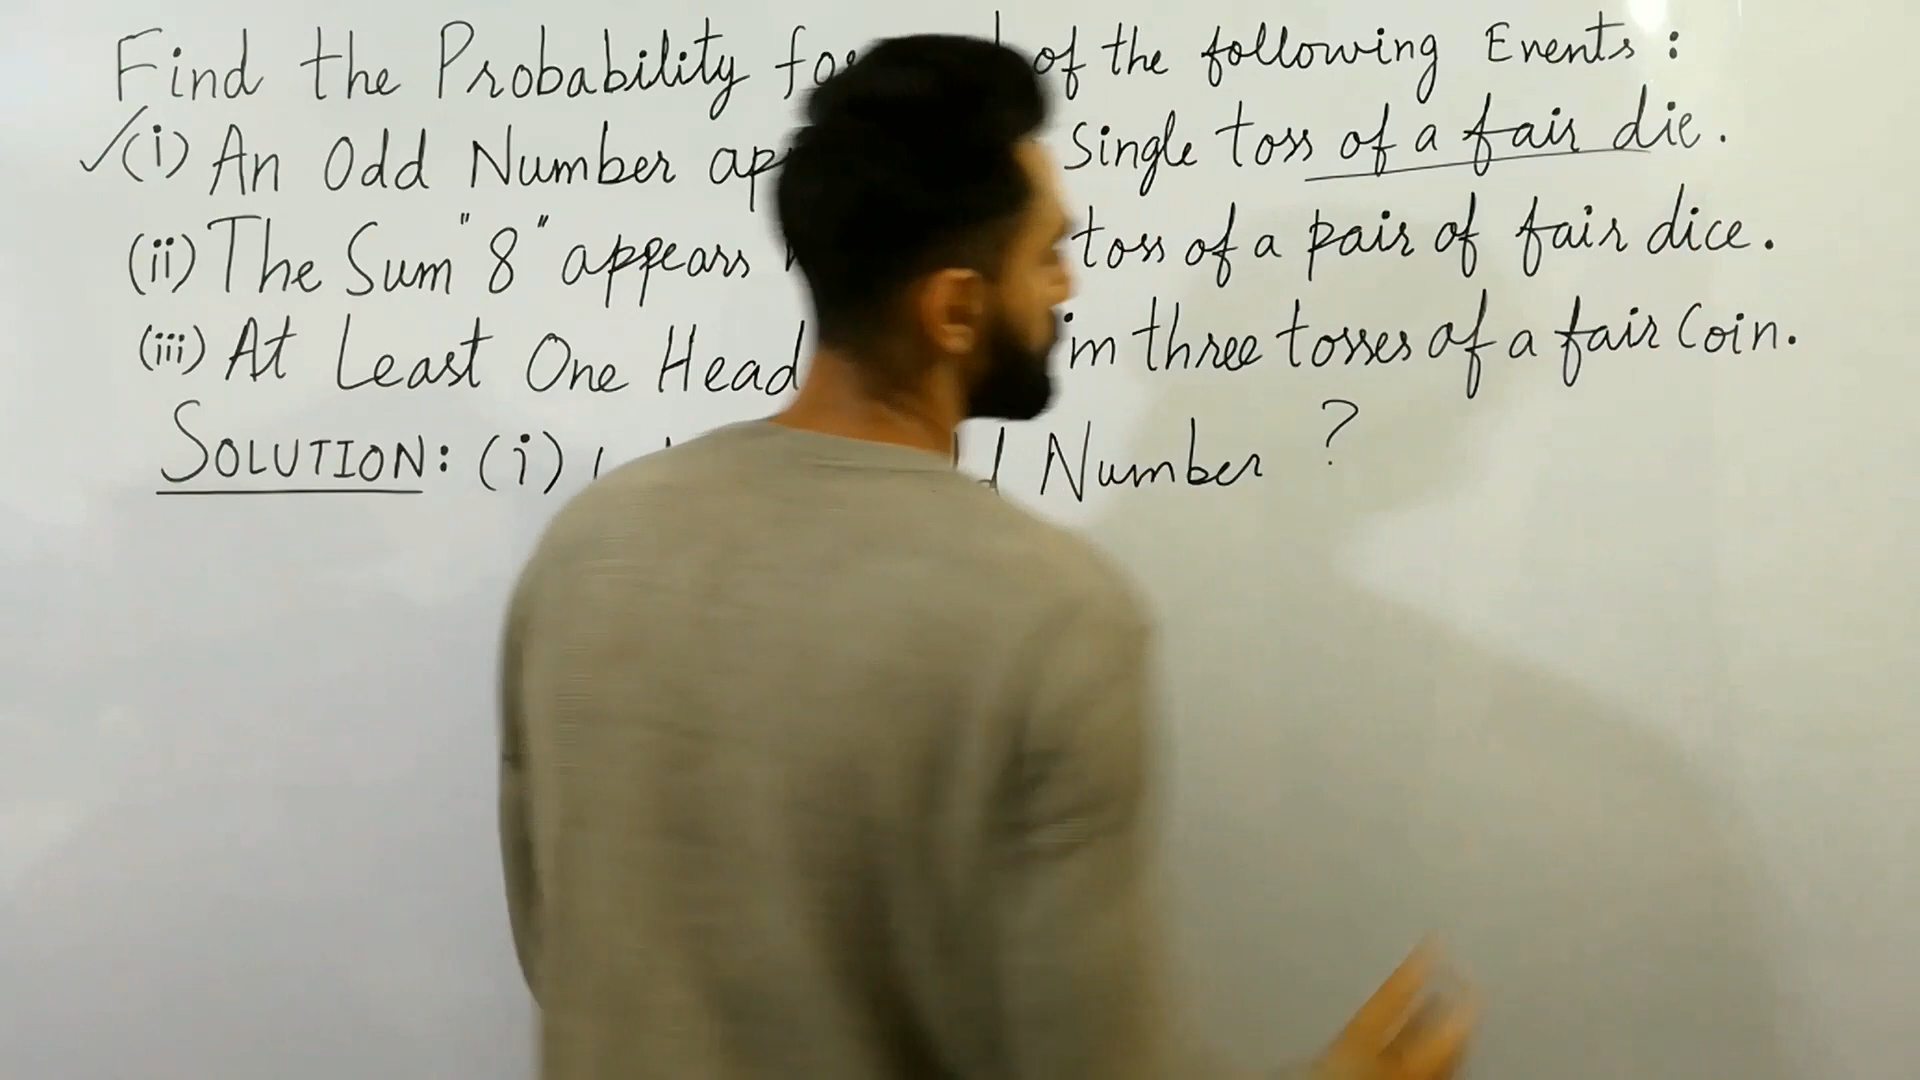 Find the Probability of the following Events :
(i) An Odd Number Single toss of a fair die.
(ii) The Sum "8" appears toss of a pair of fair dice.
(iii) At Least One Head in three tosses of a fair Coin.
SOLUTION: (i) Number ?